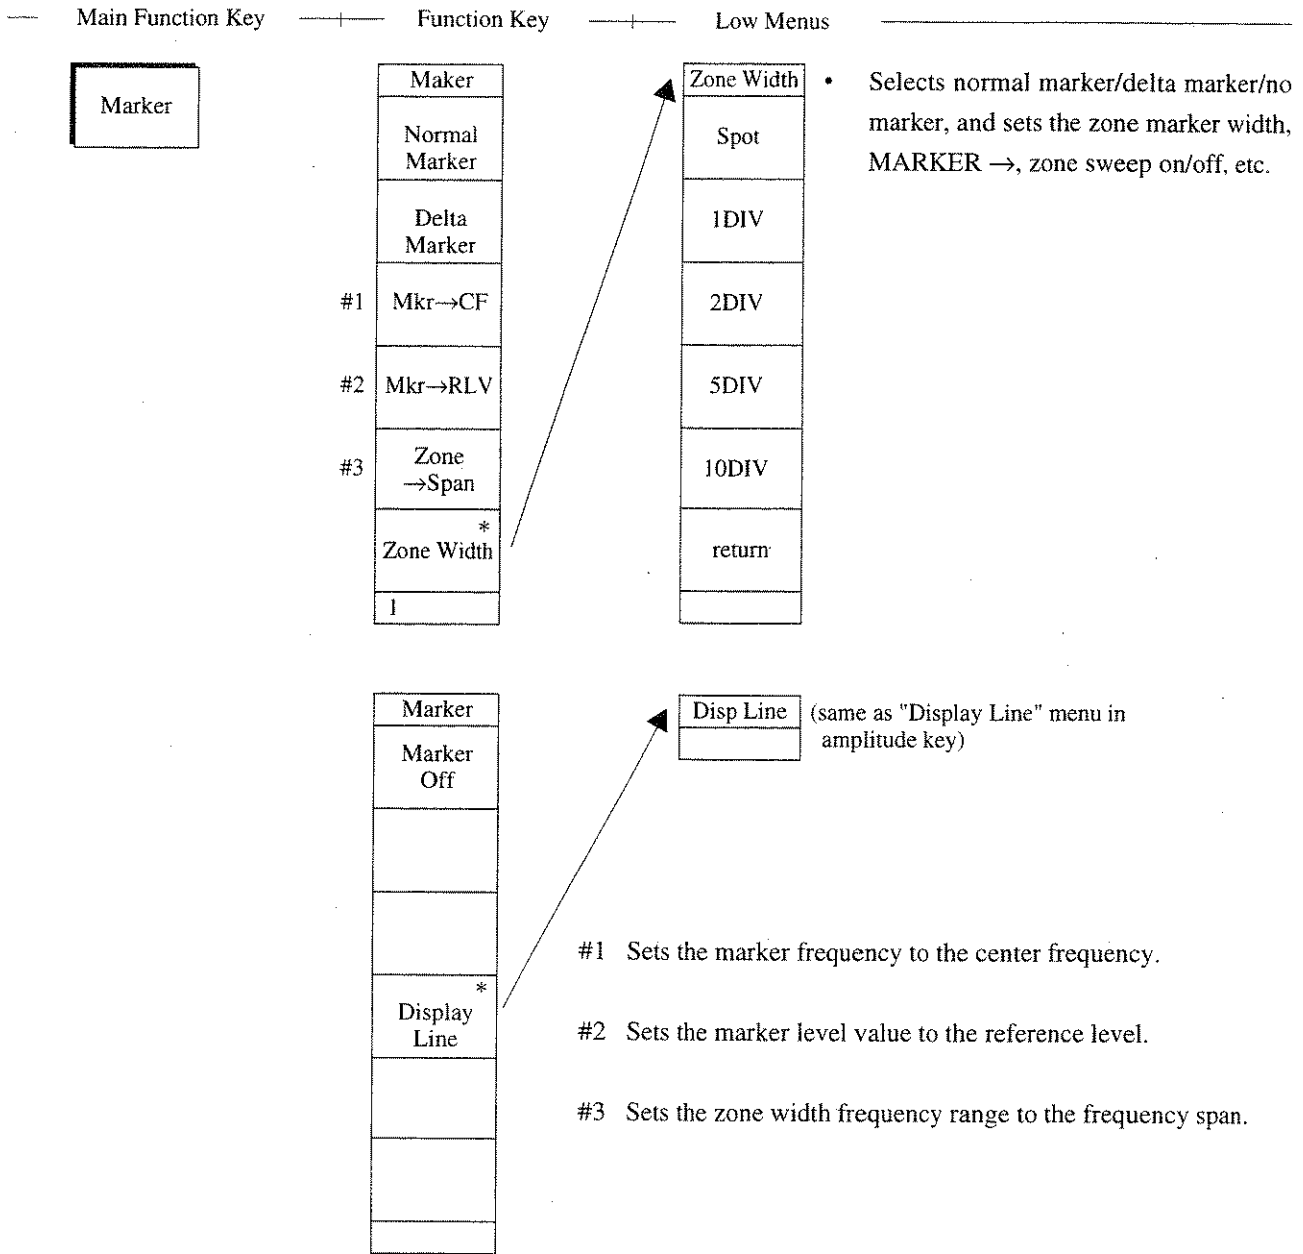 Main Function Key
Function Key
Low Menus
Marker
Maker
Normal
Marker
Delta
Marker
#1 Mkr→CF
#2 Mkr→RLV
#3 Zone
→Span
*
Zone Width
1
Zone Width
Spot
1DIV
2DIV
5DIV
10DIV
return
• Selects normal marker/delta marker/no
marker, and sets the zone marker width,
MARKER →, zone sweep on/off, etc.
Marker
Marker
Off
*
Display
Line
Disp Line
(same as "Display Line" menu in
amplitude key)
#1 Sets the marker frequency to the center frequency.
#2 Sets the marker level value to the reference level.
#3 Sets the zone width frequency range to the frequency span.